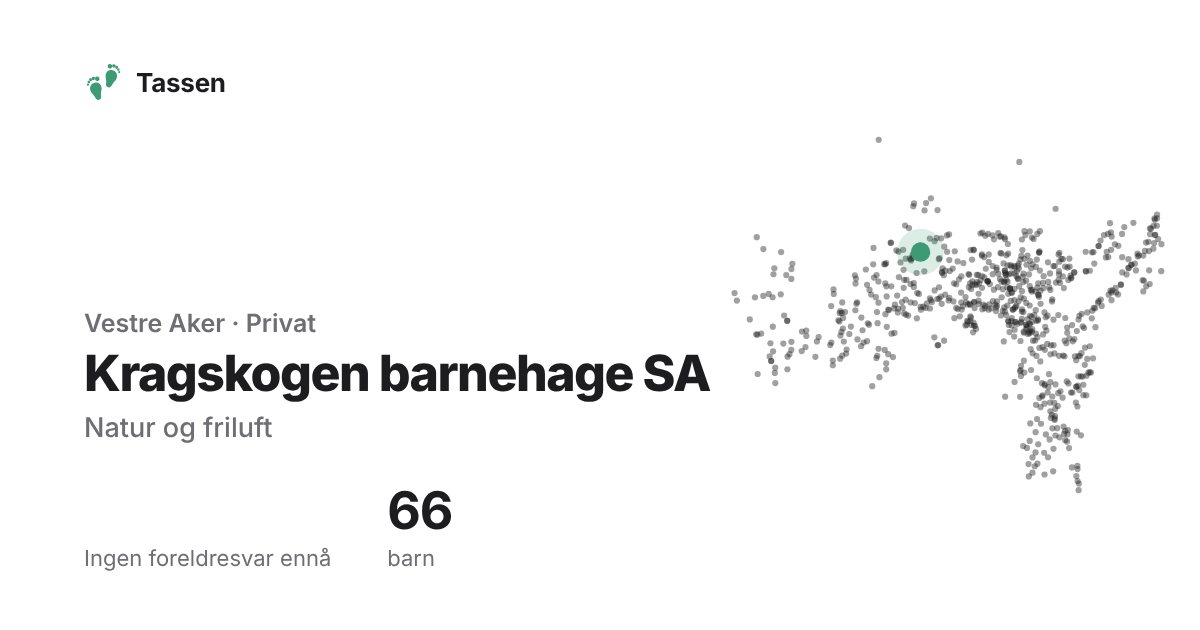 Tassen
Vestre Aker · Privat
Kragskogen barnehage SA
Natur og friluft
66
Ingen foreldresvar ennå
barn